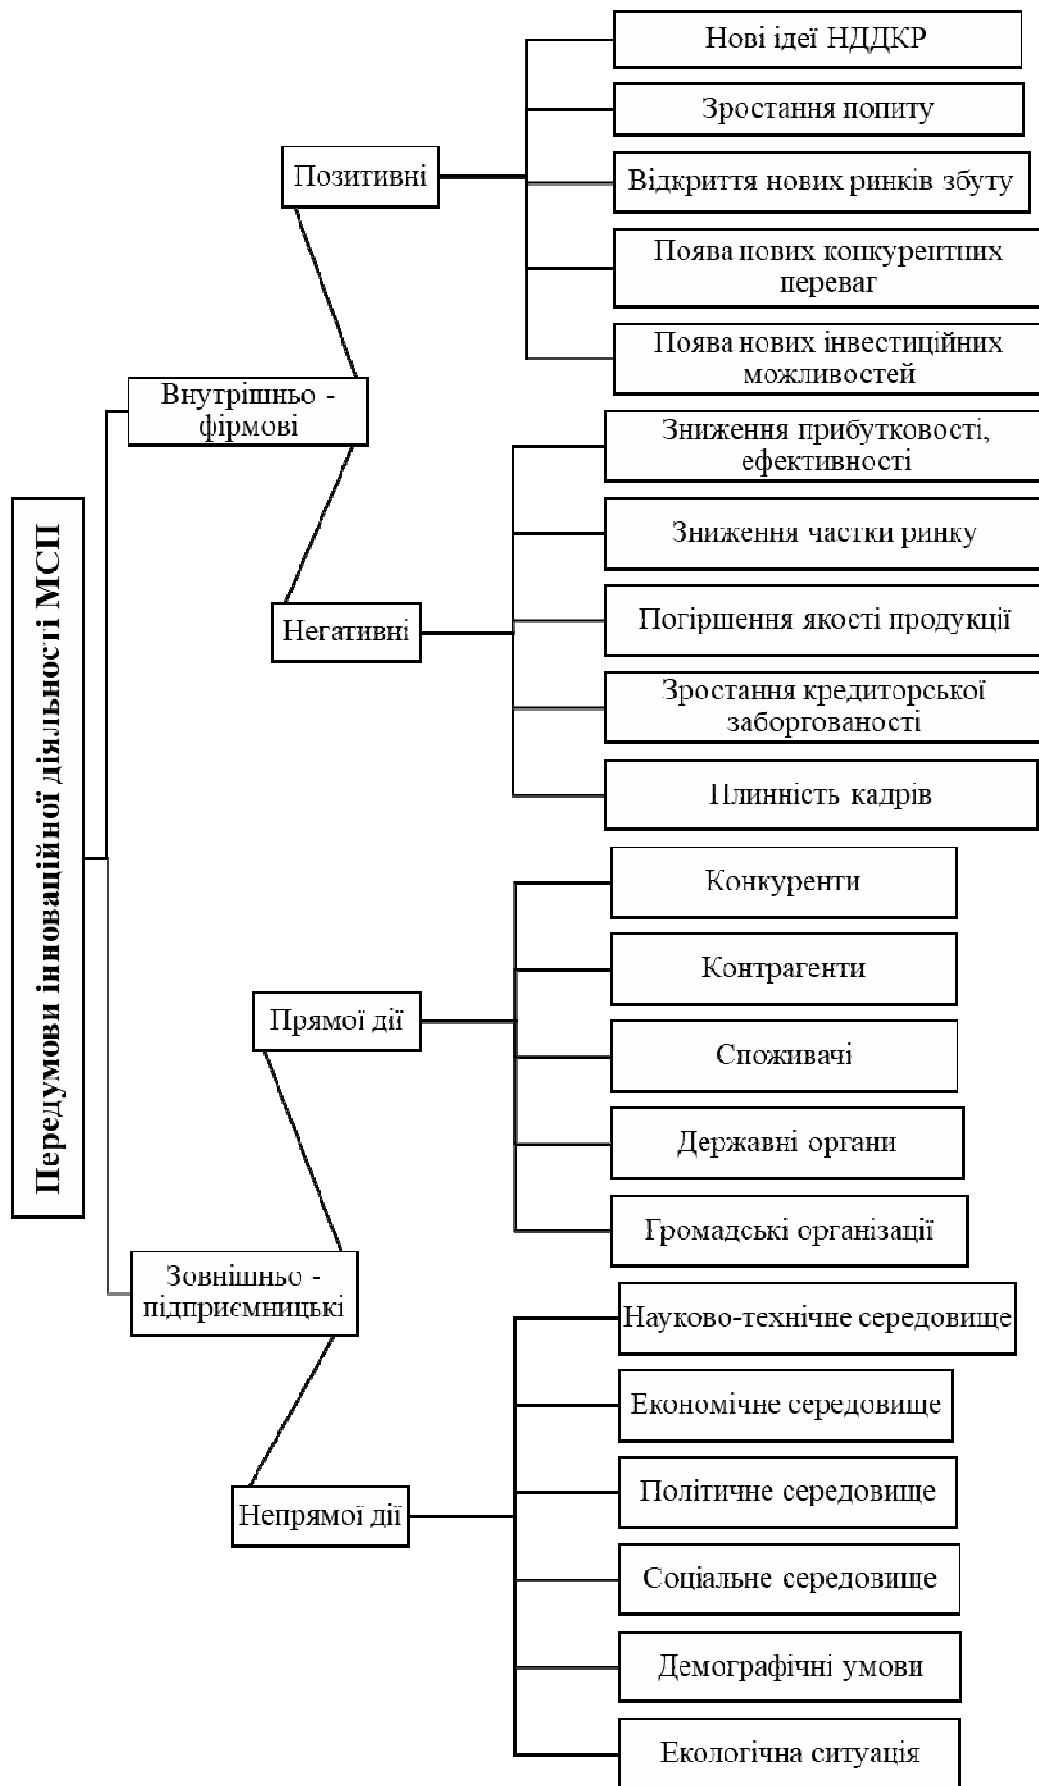 Передумови інноваційної діяльності МСП
Внутрішньо -
фірмові
Позитивні
Нові ідеї НДДКР
Зростання попиту
Відкриття нових ринків збуту
Поява нових конкурентних
переваг
Поява нових інвестиційних
можливостей
Негативні
Зниження прибутковості,
ефективності
Зниження частки ринку
Погіршення якості продукції
Зростання кредиторської
заборгованості
Плинність кадрів
Зовнішньо -
підприємницькі
Прямої дії
Конкуренти
Контрагенти
Споживачі
Державні органи
Громадські організації
Непрямої дії
Науково-технічне середовище
Економічне середовище
Політичне середовище
Соціальне середовище
Демографічні умови
Екологічна ситуація